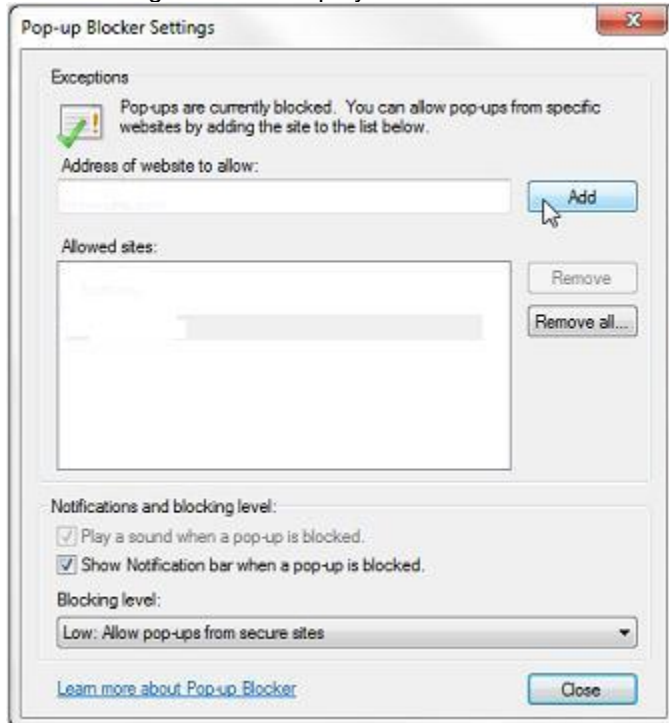 Pop-up Blocker Settings
Exceptions
Pop-ups are currently blocked. You can allow pop-ups from specific
websites by adding the site to the list below.
Address of website to allow:
Add
Allowed sites:
Remove
Remove all...
Notifications and blocking level:
Play a sound when a pop-up is blocked.
Show Notification bar when a pop-up is blocked.
Blocking level:
Low: Allow pop-ups from secure sites
Learn more about Pop-up Blocker
Close